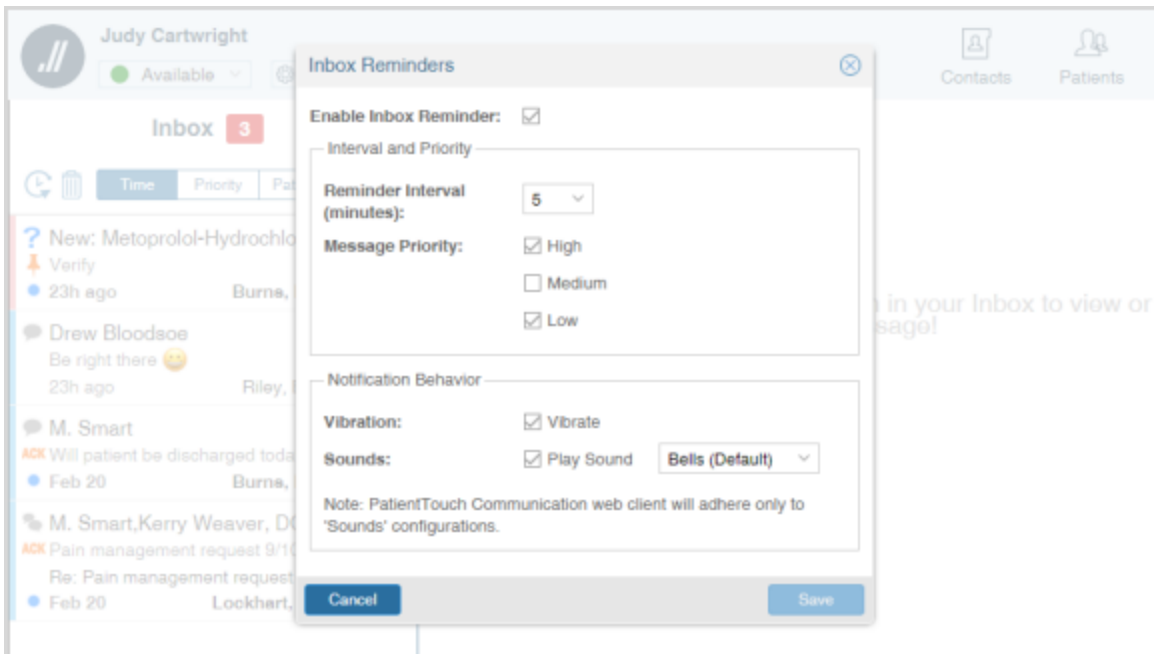 Judy Cartwright
Available
Contacts
Patients
Inbox 3
Time
Priority
New: Metoprolol-Hydrochlo
Verify
23h ago
Burns,
Drew Bloodsoe
Be right there 😀
23h ago
Riley,
M. Smart
ACK Will patient be discharged toda
Feb 20
Burns,
M. Smart,Kerry Weaver, DO
ACK Pain management request 9/10
Re: Pain management request
Feb 20
Lockhart,
in your Inbox to view or
sage!
Inbox Reminders
Enable Inbox Reminder:
Interval and Priority
Reminder Interval
(minutes):
5
Message Priority:
High
Medium
Low
Notification Behavior
Vibration:
Vibrate
Sounds:
Play Sound
Bells (Default)
Note: PatientTouch Communication web client will adhere only to
'Sounds' configurations.
Cancel
Save